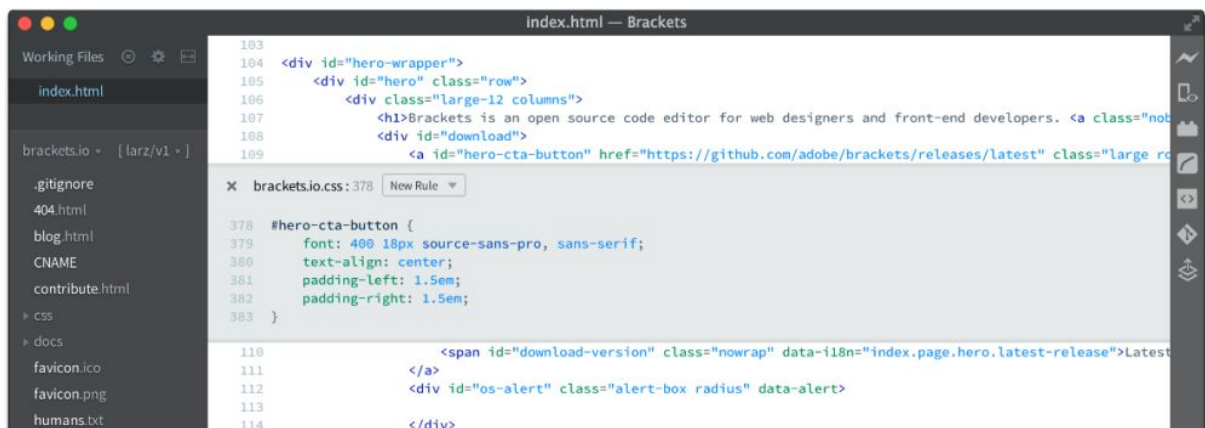 index.html — Brackets
Working Files
index.html
brackets.io [ larz/v1 ]
.gitignore
404.html
blog.html
CNAME
contribute.html
css
docs
favicon.ico
favicon.png
humans.txt
103
104 <div id="hero-wrapper">
105 <div id="hero" class="row">
106 <div class="large-12 columns">
107 <h1>Brackets is an open source code editor for web designers and front-end developers. <a class="nob
108 <div id="download">
109 <a id="hero-cta-button" href="https://github.com/adobe/brackets/releases/latest" class="large ro
× brackets.io.css : 378 New Rule
378 #hero-cta-button {
379 font: 400 18px source-sans-pro, sans-serif;
380 text-align: center;
381 padding-left: 1.5em;
382 padding-right: 1.5em;
383 }
110 <span id="download-version" class="nowrap" data-i18n="index.page.hero.latest-release">Latest
111 </a>
112 <div id="os-alert" class="alert-box radius" data-alert>
113
114 </div>